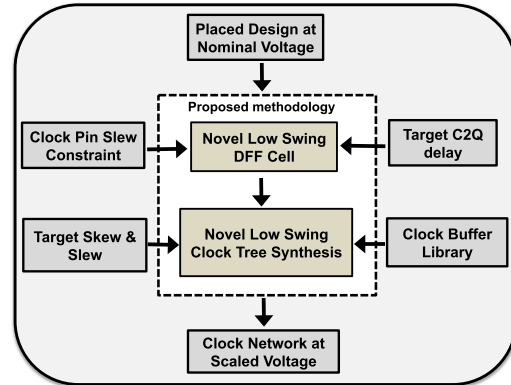 Placed Design at
Nominal Voltage
Proposed methodology
Clock Pin Slew
Constraint
Novel Low Swing
DFF Cell
Target C2Q
delay
Target Skew &
Slew
Novel Low Swing
Clock Tree Synthesis
Clock Buffer
Library
Clock Network at
Scaled Voltage